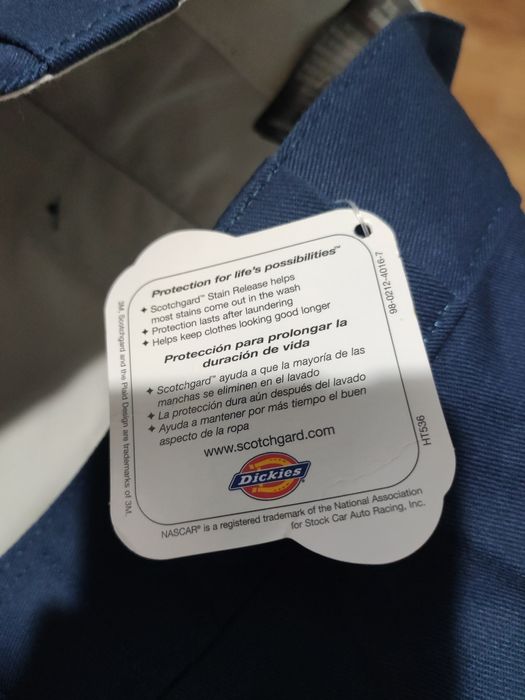 Protection for life's possibilities™
✦ Scotchgard™ Stain Release helps
most stains come out in the wash
✦ Protection lasts after laundering
✦ Helps keep clothes looking good longer
Protección para prolongar la
duración de vida
✦ Scotchgard™ ayuda a que la mayoría de las
manchas se eliminen en el lavado
✦ La protección dura aún después del lavado
✦ Ayuda a mantener por más tiempo el buen
aspecto de la ropa
www.scotchgard.com
Dickies
NASCAR® is a registered trademark of the National Association
for Stock Car Auto Racing, Inc.
3M, Scotchgard and the Plaid Design are trademarks of 3M.
98-0212-4016-7
HT536